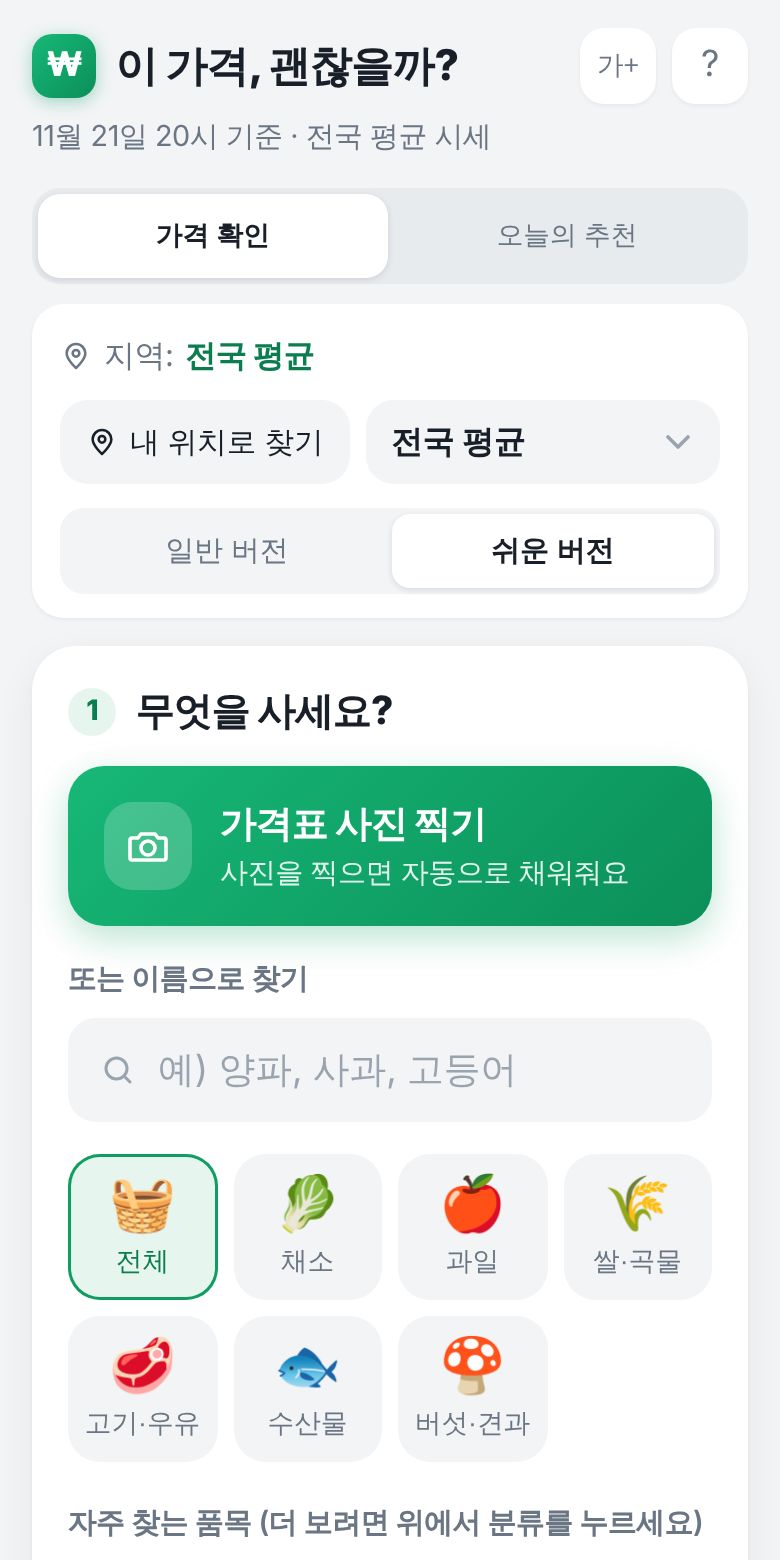 ₩ 이 가격, 괜찮을까? 가+ ?
11월 21일 20시 기준 · 전국 평균 시세
가격 확인 오늘의 추천
지역: 전국 평균
내 위치로 찾기 전국 평균
일반 버전 쉬운 버전
1 무엇을 사세요?
가격표 사진 찍기
사진을 찍으면 자동으로 채워줘요
또는 이름으로 찾기
예) 양파, 사과, 고등어
전체 채소 과일 쌀·곡물
고기·우유 수산물 버섯·견과
자주 찾는 품목 (더 보려면 위에서 분류를 누르세요)